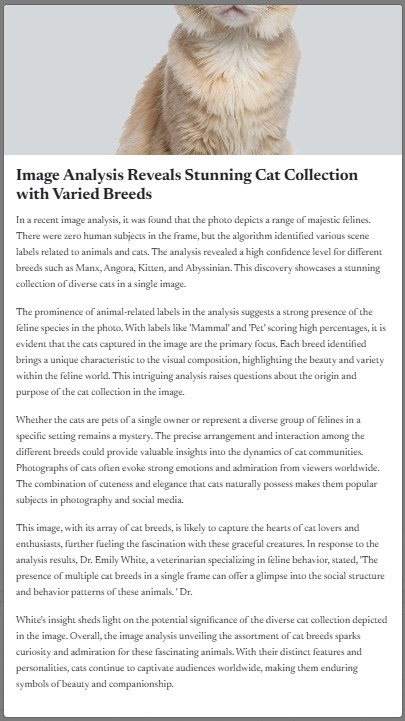 Image Analysis Reveals Stunning Cat Collection
with Varied Breeds
In a recent image analysis, it was found that the photo depicts a range of majestic felines.
There were zero human subjects in the frame, but the algorithm identified various scene
labels related to animals and cats. The analysis revealed a high confidence level for different
breeds such as Manx, Angora, Kitten, and Abyssinian. This discovery showcases a stunning
collection of diverse cats in a single image.
The prominence of animal-related labels in the analysis suggests a strong presence of the
feline species in the photo. With labels like 'Mammal' and 'Pet' scoring high percentages, it is
evident that the cats captured in the image are the primary focus. Each breed identified
brings a unique characteristic to the visual composition, highlighting the beauty and variety
within the feline world. This intriguing analysis raises questions about the origin and
purpose of the cat collection in the image.
Whether the cats are pets of a single owner or represent a diverse group of felines in a
specific setting remains a mystery. The precise arrangement and interaction among the
different breeds could provide valuable insights into the dynamics of cat communities.
Photographs of cats often evoke strong emotions and admiration from viewers worldwide.
The combination of cuteness and elegance that cats naturally possess makes them popular
subjects in photography and social media.
This image, with its array of cat breeds, is likely to capture the hearts of cat lovers and
enthusiasts, further fueling the fascination with these graceful creatures. In response to the
analysis results, Dr. Emily White, a veterinarian specializing in feline behavior, stated, 'The
presence of multiple cat breeds in a single frame can offer a glimpse into the social structure
and behavior patterns of these animals. ' Dr.
White's insight sheds light on the potential significance of the diverse cat collection depicted
in the image. Overall, the image analysis unveiling the assortment of cat breeds sparks
curiosity and admiration for these fascinating animals. With their distinct features and
personalities, cats continue to captivate audiences worldwide, making them enduring
symbols of beauty and companionship.